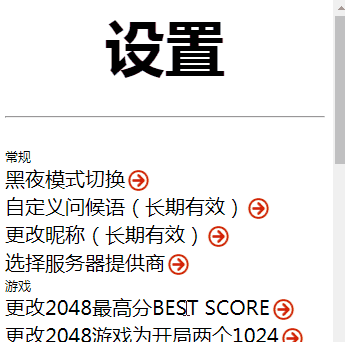 设置
常规
黑夜模式切换
自定义问候语（长期有效）
更改昵称（长期有效）
选择服务器提供商
游戏
更改2048最高分BEST SCORE
更改2048游戏为开局两个1024